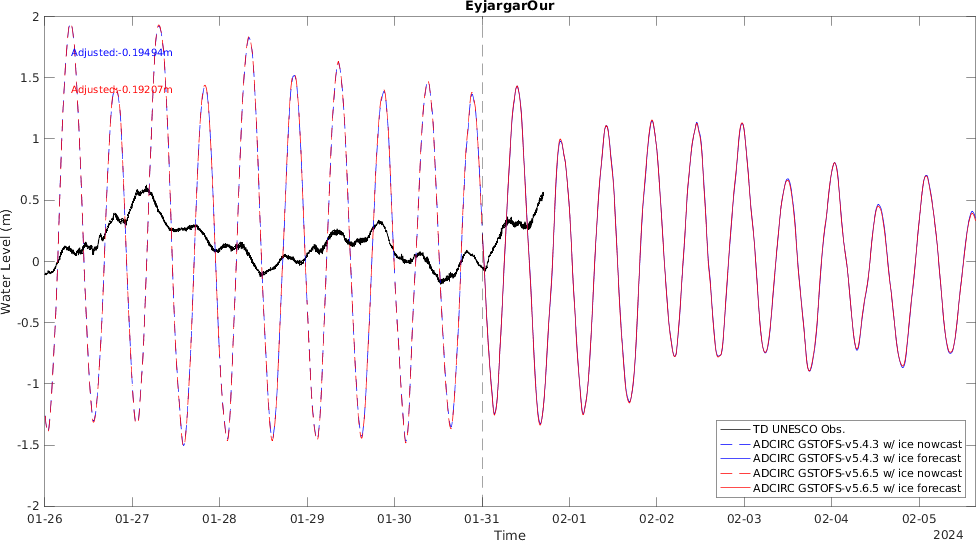 EyjargarOur
Water Level (m)
2
1.5
1
0.5
0
-0.5
-1
-1.5
-2
Adjusted:-0.19494m
Adjusted:-0.19207m
TD UNESCO Obs.
ADCIRC GSTOFS-v5.4.3 w/ ice nowcast
ADCIRC GSTOFS-v5.4.3 w/ ice forecast
ADCIRC GSTOFS-v5.6.5 w/ ice nowcast
ADCIRC GSTOFS-v5.6.5 w/ ice forecast
01-26 01-27 01-28 01-29 01-30 01-31 02-01 02-02 02-03 02-04 02-05
Time
2024